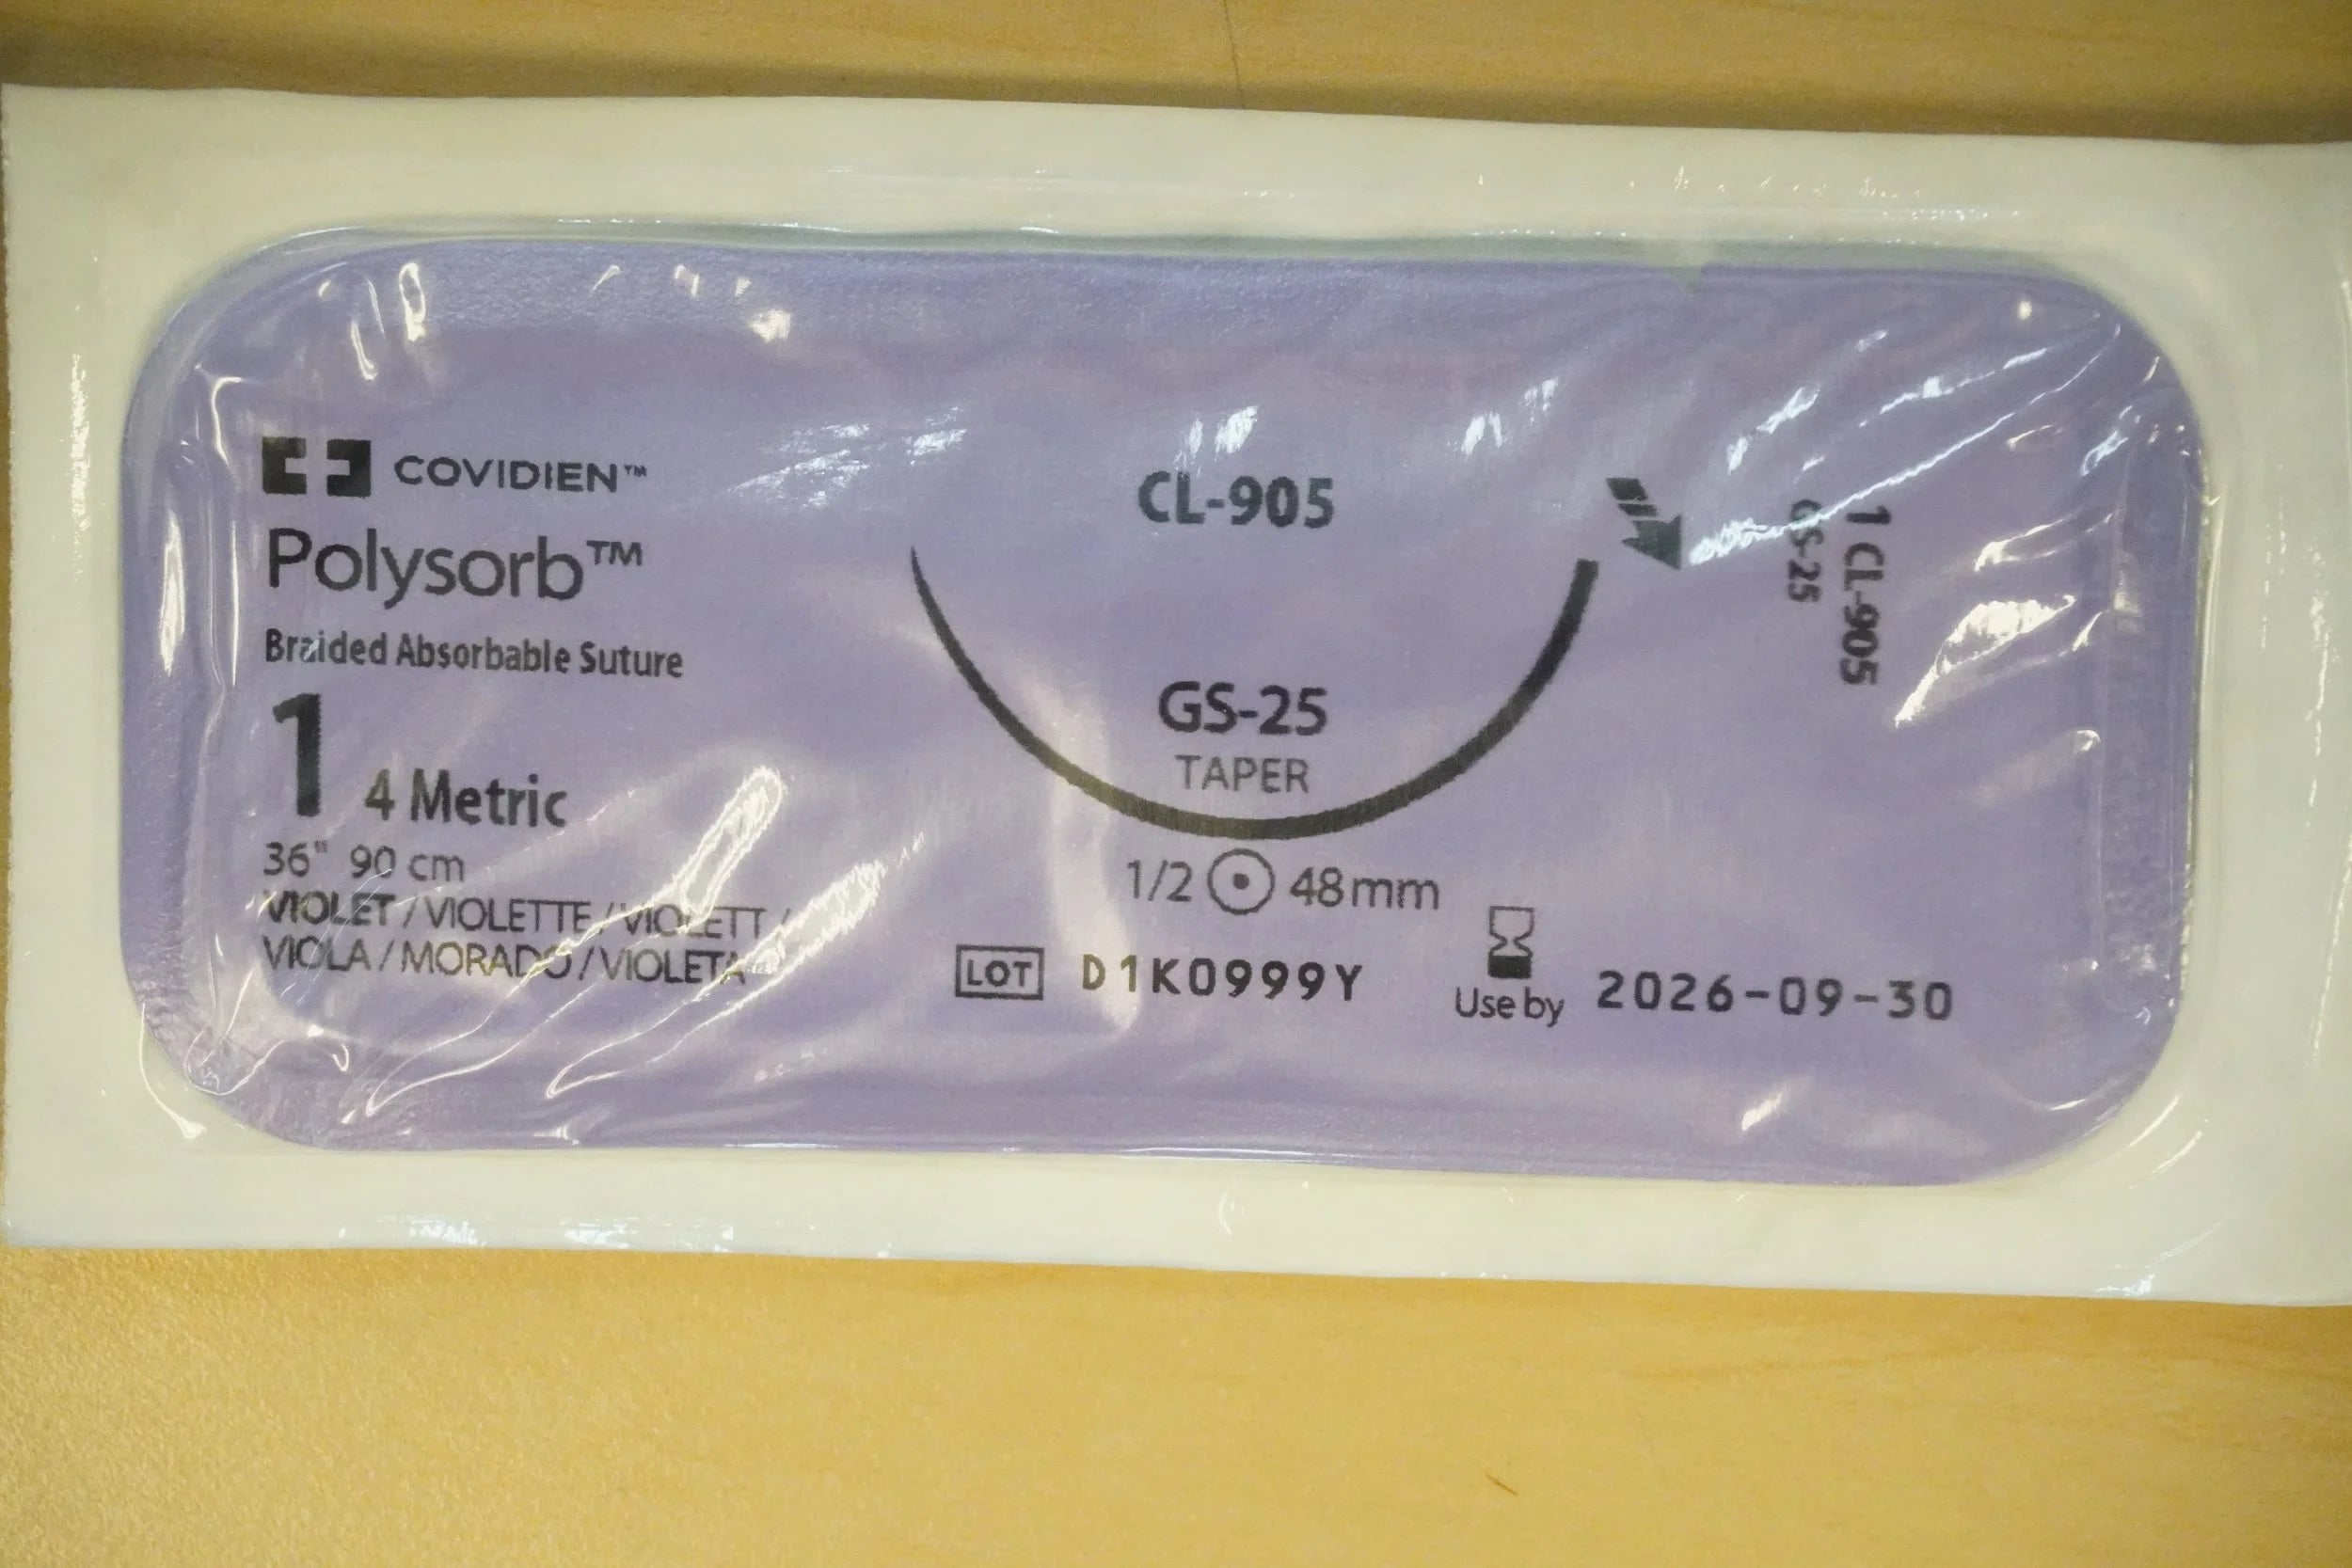 COVIDIEN™
Polysorb™
Braided Absorbable Suture
1 4 Metric
36" 90 cm
VIOLET / VIOLETTE / VIOLETT /
VIOLA / MORADO / VIOLETA
CL-905
GS-25
TAPER
1/2 48mm
LOT D1K0999Y
Use by 2026-09-30
1 CL-905
GS-25